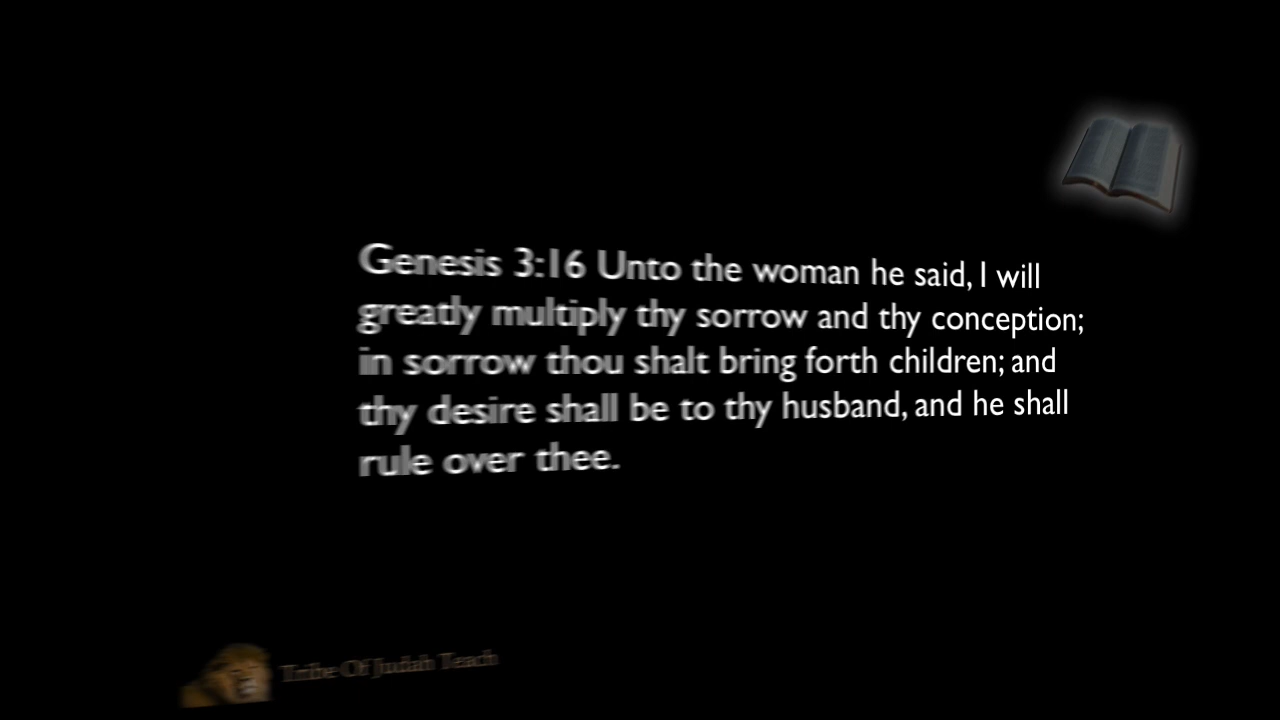 Genesis 3:16 Unto the woman he said, I will
greatly multiply thy sorrow and thy conception;
in sorrow thou shalt bring forth children; and
thy desire shall be to thy husband, and he shall
rule over thee.
Tribe Of Judah Teach